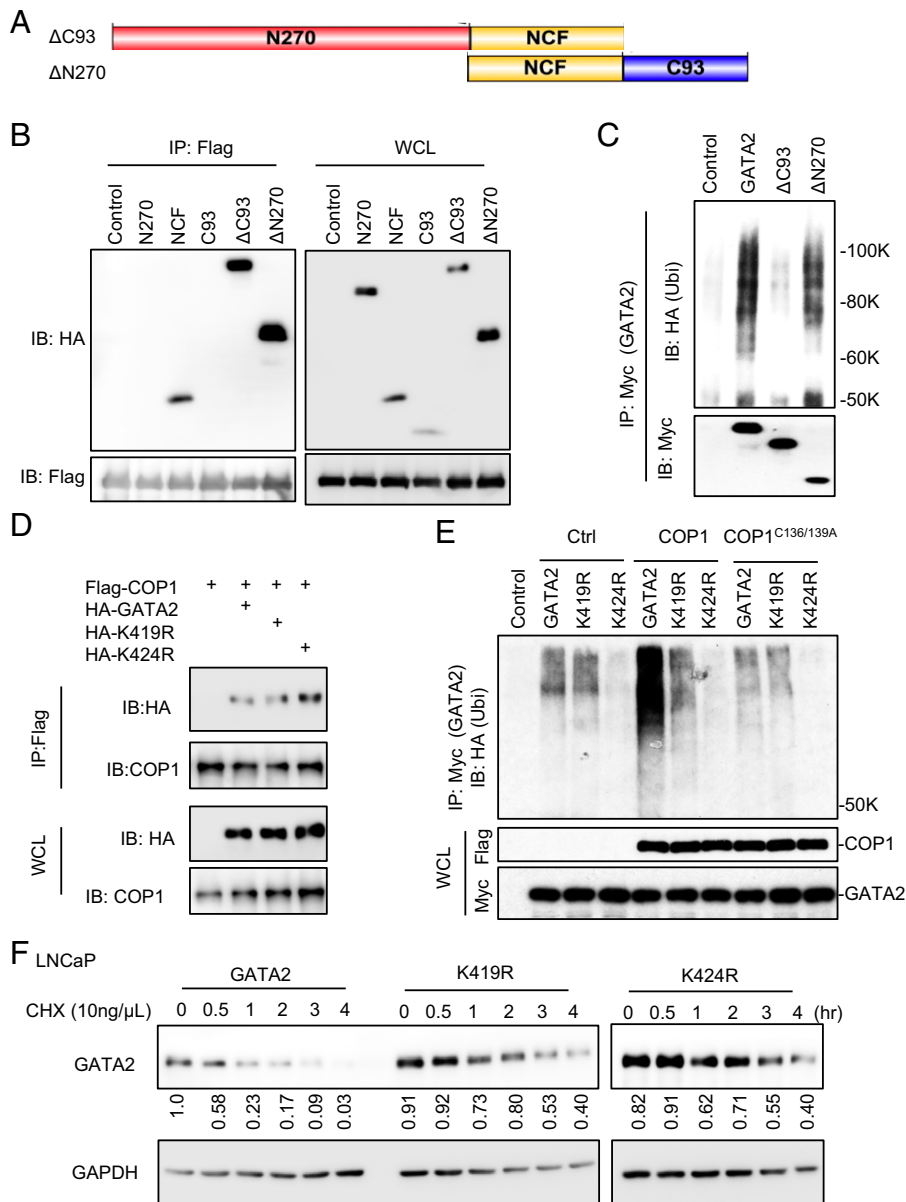 A
ΔC93 N270 NCF
ΔN270 NCF C93
B
IP: Flag WCL
Control N270 NCF C93 ΔC93 ΔN270 Control N270 NCF C93 ΔC93 ΔN270
IB: HA
IB: Flag
C
Control GATA2 ΔC93 ΔN270
IP: Myc (GATA2)
IB: HA (Ubi)
-100K
-80K
-60K
-50K
IB: Myc
D
Flag-COP1 + + + +
HA-GATA2 +
HA-K419R +
HA-K424R +
IP:Flag
IB:HA
IB:COP1
WCL
IB: HA
IB: COP1
E
Ctrl COP1 COP1C136/139A
Control GATA2 K419R K424R GATA2 K419R K424R GATA2 K419R K424R
IP: Myc (GATA2)
IB: HA (Ubi)
-50K
WCL
Flag -COP1
Myc -GATA2
F LNCaP
GATA2 K419R K424R
CHX (10ng/μL) 0 0.5 1 2 3 4 0 0.5 1 2 3 4 0 0.5 1 2 3 4 (hr)
GATA2
1.0 0.58 0.23 0.17 0.09 0.03 0.91 0.92 0.73 0.80 0.53 0.40 0.82 0.91 0.62 0.71 0.55 0.40
GAPDH